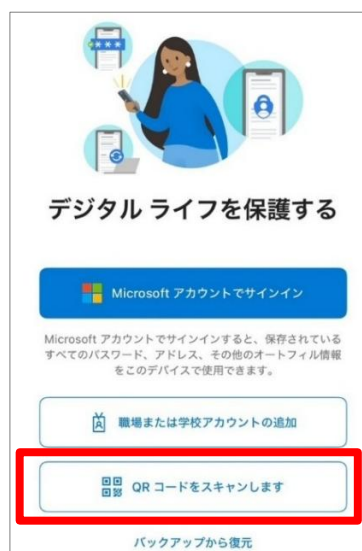 デジタル ライフを保護する
Microsoft アカウントでサインイン
Microsoft アカウントでサインインすると、保存されている
すべてのパスワード、アドレス、その他のオートフィル情報
をこのデバイスで使用できます。
職場または学校アカウントの追加
QR コードをスキャンします
バックアップから復元